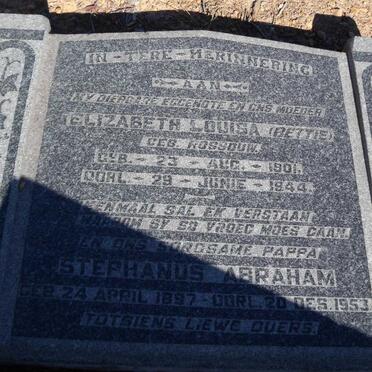 IN TERE HERINNERING
AAN
MY DIERBARE EGGENOTE EN ONS MOEDER
ELIZABETH LOUISA (BETTIE)
GEB. ROSSOUW.
GEB. - 23 - AUG. - 1901.
OORL. - 29 - JUNIE - 1944.
EENMAAL SAL EK VERSTAAN
WAAROM SY SO VROEG MOES GAAN
EN ONS SORGSAME PAPPA
STEPHANUS ABRAHAM
GEB. 24 APRIL 1897 - OORL. 20 DES. 1953
TOTSIENS LIEWE OUERS.